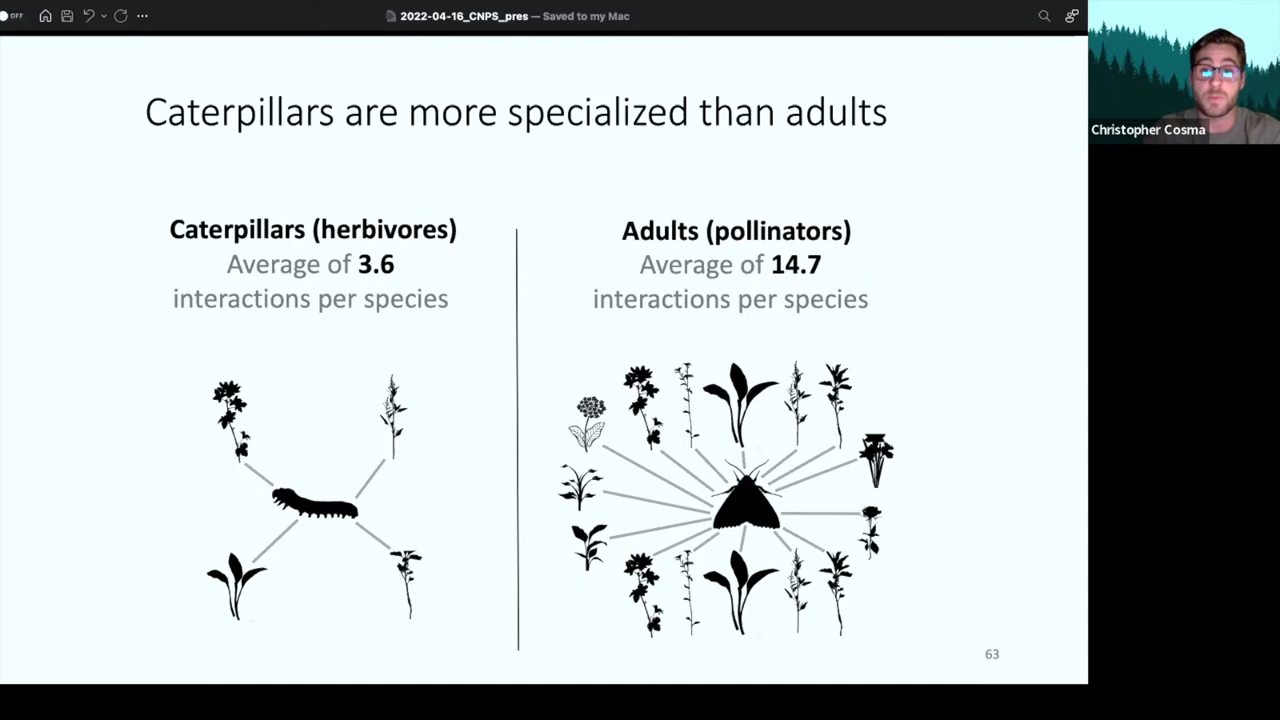 OFF
2022-04-16_CNPS_pres — Saved to my Mac
Christopher Cosma
Caterpillars are more specialized than adults
Caterpillars (herbivores)
Average of 3.6
interactions per species
Adults (pollinators)
Average of 14.7
interactions per species
63